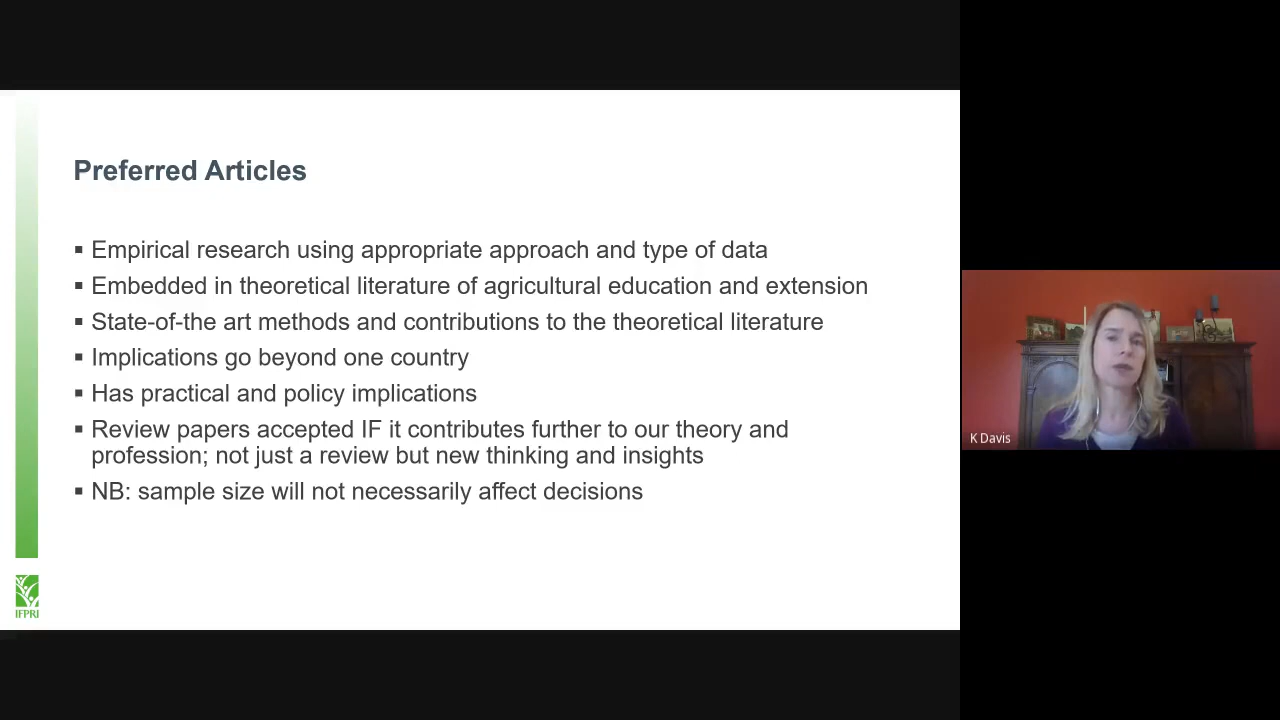 Preferred Articles
▪ Empirical research using appropriate approach and type of data
▪ Embedded in theoretical literature of agricultural education and extension
▪ State-of-the art methods and contributions to the theoretical literature
▪ Implications go beyond one country
▪ Has practical and policy implications
▪ Review papers accepted IF it contributes further to our theory and
profession; not just a review but new thinking and insights
▪ NB: sample size will not necessarily affect decisions
IFPRI
K Davis